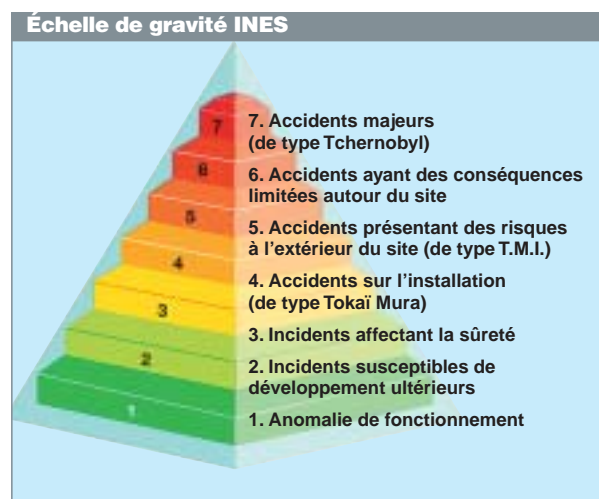 Échelle de gravité INES
7. Accidents majeurs
(de type Tchernobyl)
6. Accidents ayant des conséquences
limitées autour du site
5. Accidents présentant des risques
à l'extérieur du site (de type T.M.I.)
4. Accidents sur l'installation
(de type Tokaï Mura)
3. Incidents affectant la sûreté
2. Incidents susceptibles de
développement ultérieurs
1. Anomalie de fonctionnement
7
6
5
4
3
2
1